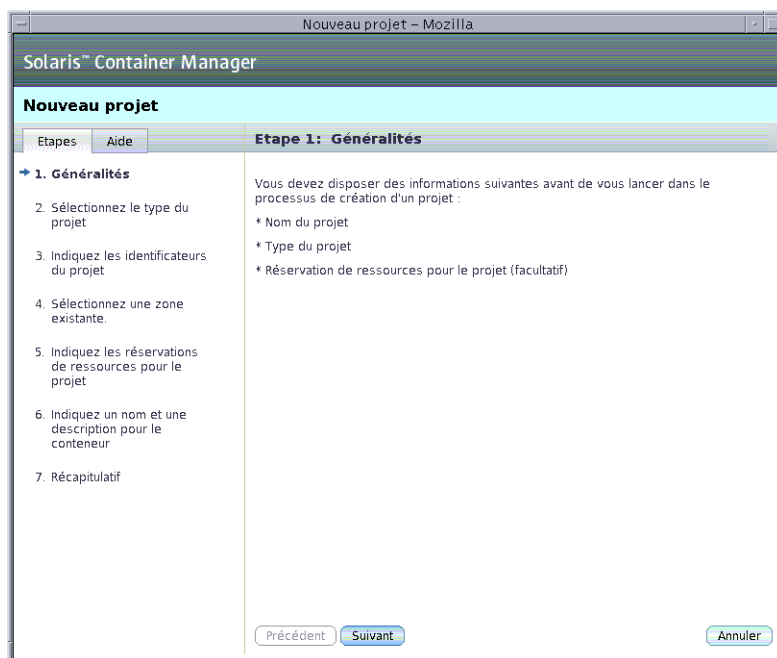 Nouveau projet – Mozilla
Solaris™ Container Manager
Nouveau projet
Etapes
Aide
Etape 1: Généralités
1. Généralités
2. Sélectionnez le type du
projet
3. Indiquez les identificateurs
du projet
4. Sélectionnez une zone
existante.
5. Indiquez les réservations
de ressources pour le
projet
6. Indiquez un nom et une
description pour le
conteneur
7. Récapitulatif
Vous devez disposer des informations suivantes avant de vous lancer dans le
processus de création d'un projet :
* Nom du projet
* Type du projet
* Réservation de ressources pour le projet (facultatif)
Précédent
Suivant
Annuler